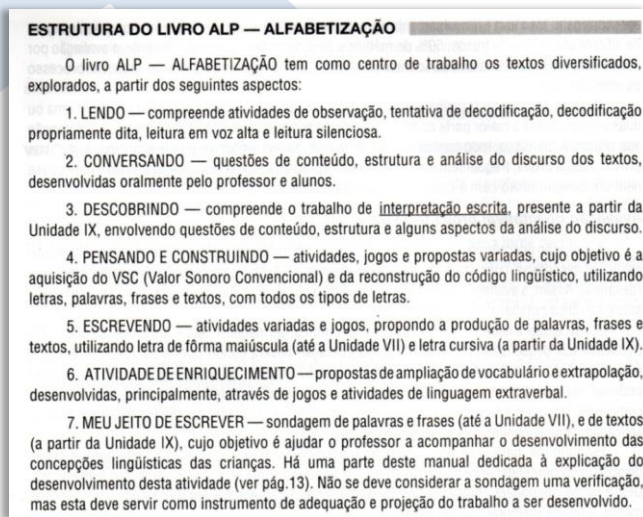 ESTRUTURA DO LIVRO ALP — ALFABETIZAÇÃO
O livro ALP — ALFABETIZAÇÃO tem como centro de trabalho os textos diversificados,
explorados, a partir dos seguintes aspectos:
1. LENDO — compreende atividades de observação, tentativa de decodificação, decodificação
propriamente dita, leitura em voz alta e leitura silenciosa.
2. CONVERSANDO — questões de conteúdo, estrutura e análise do discurso dos textos,
desenvolvidas oralmente pelo professor e alunos.
3. DESCOBRINDO — compreende o trabalho de interpretação escrita, presente a partir da
Unidade IX, envolvendo questões de conteúdo, estrutura e alguns aspectos da análise do discurso.
4. PENSANDO E CONSTRUINDO — atividades, jogos e propostas variadas, cujo objetivo é a
aquisição do VSC (Valor Sonoro Convencional) e da reconstrução do código lingüístico, utilizando
letras, palavras, frases e textos, com todos os tipos de letras.
5. ESCREVENDO — atividades variadas e jogos, propondo a produção de palavras, frases e
textos, utilizando letra de fôrma maiúscula (até a Unidade VII) e letra cursiva (a partir da Unidade IX).
6. ATIVIDADE DE ENRIQUECIMENTO — propostas de ampliação de vocabulário e extrapolação,
desenvolvidas, principalmente, através de jogos e atividades de linguagem extraverbal.
7. MEU JEITO DE ESCREVER — sondagem de palavras e frases (até a Unidade VII), e de textos
(a partir da Unidade IX), cujo objetivo é ajudar o professor a acompanhar o desenvolvimento das
concepções lingüísticas das crianças. Há uma parte deste manual dedicada à explicação do
desenvolvimento desta atividade (ver pág.13). Não se deve considerar a sondagem uma verificação,
mas esta deve servir como instrumento de adequação e projeção do trabalho a ser desenvolvido.